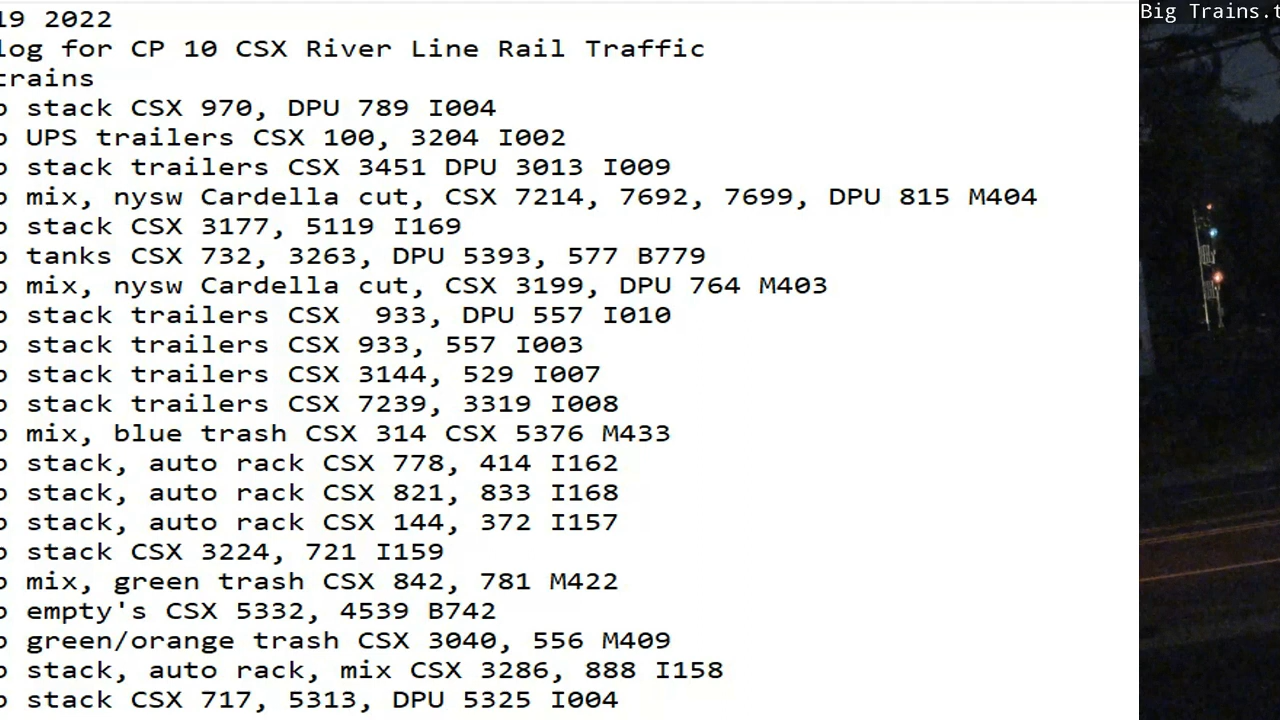 19 2022
log for CP 10 CSX River Line Rail Traffic
trains
stack CSX 970, DPU 789 I004
UPS trailers CSX 100, 3204 I002
stack trailers CSX 3451 DPU 3013 I009
mix, nysw Cardella cut, CSX 7214, 7692, 7699, DPU 815 M404
stack CSX 3177, 5119 I169
tanks CSX 732, 3263, DPU 5393, 577 B779
mix, nysw Cardella cut, CSX 3199, DPU 764 M403
stack trailers CSX  933, DPU 557 I010
stack trailers CSX 933, 557 I003
stack trailers CSX 3144, 529 I007
stack trailers CSX 7239, 3319 I008
mix, blue trash CSX 314 CSX 5376 M433
stack, auto rack CSX 778, 414 I162
stack, auto rack CSX 821, 833 I168
stack, auto rack CSX 144, 372 I157
stack CSX 3224, 721 I159
mix, green trash CSX 842, 781 M422
empty's CSX 5332, 4539 B742
green/orange trash CSX 3040, 556 M409
stack, auto rack, mix CSX 3286, 888 I158
stack CSX 717, 5313, DPU 5325 I004
Big Trains.t